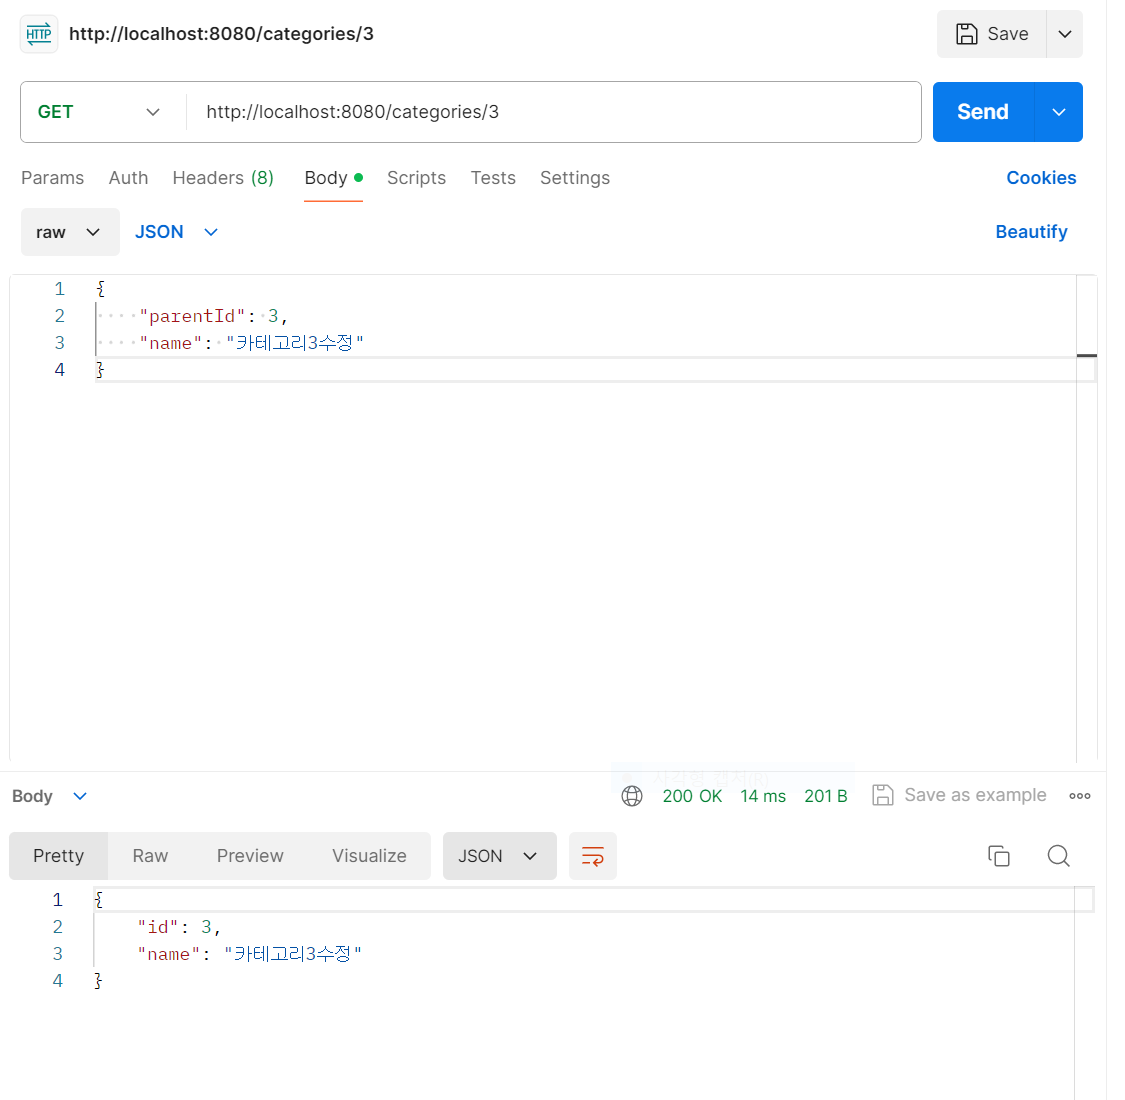 HTTP http://localhost:8080/categories/3 Save
GET http://localhost:8080/categories/3 Send
Params Auth Headers (8) Body Scripts Tests Settings Cookies
raw JSON Beautify
1 {
2 "parentId": 3,
3 "name": "카테고리3수정"
4 }
Body 200 OK 14 ms 201 B Save as example
Pretty Raw Preview Visualize JSON
1 {
2 "id": 3,
3 "name": "카테고리3수정"
4 }